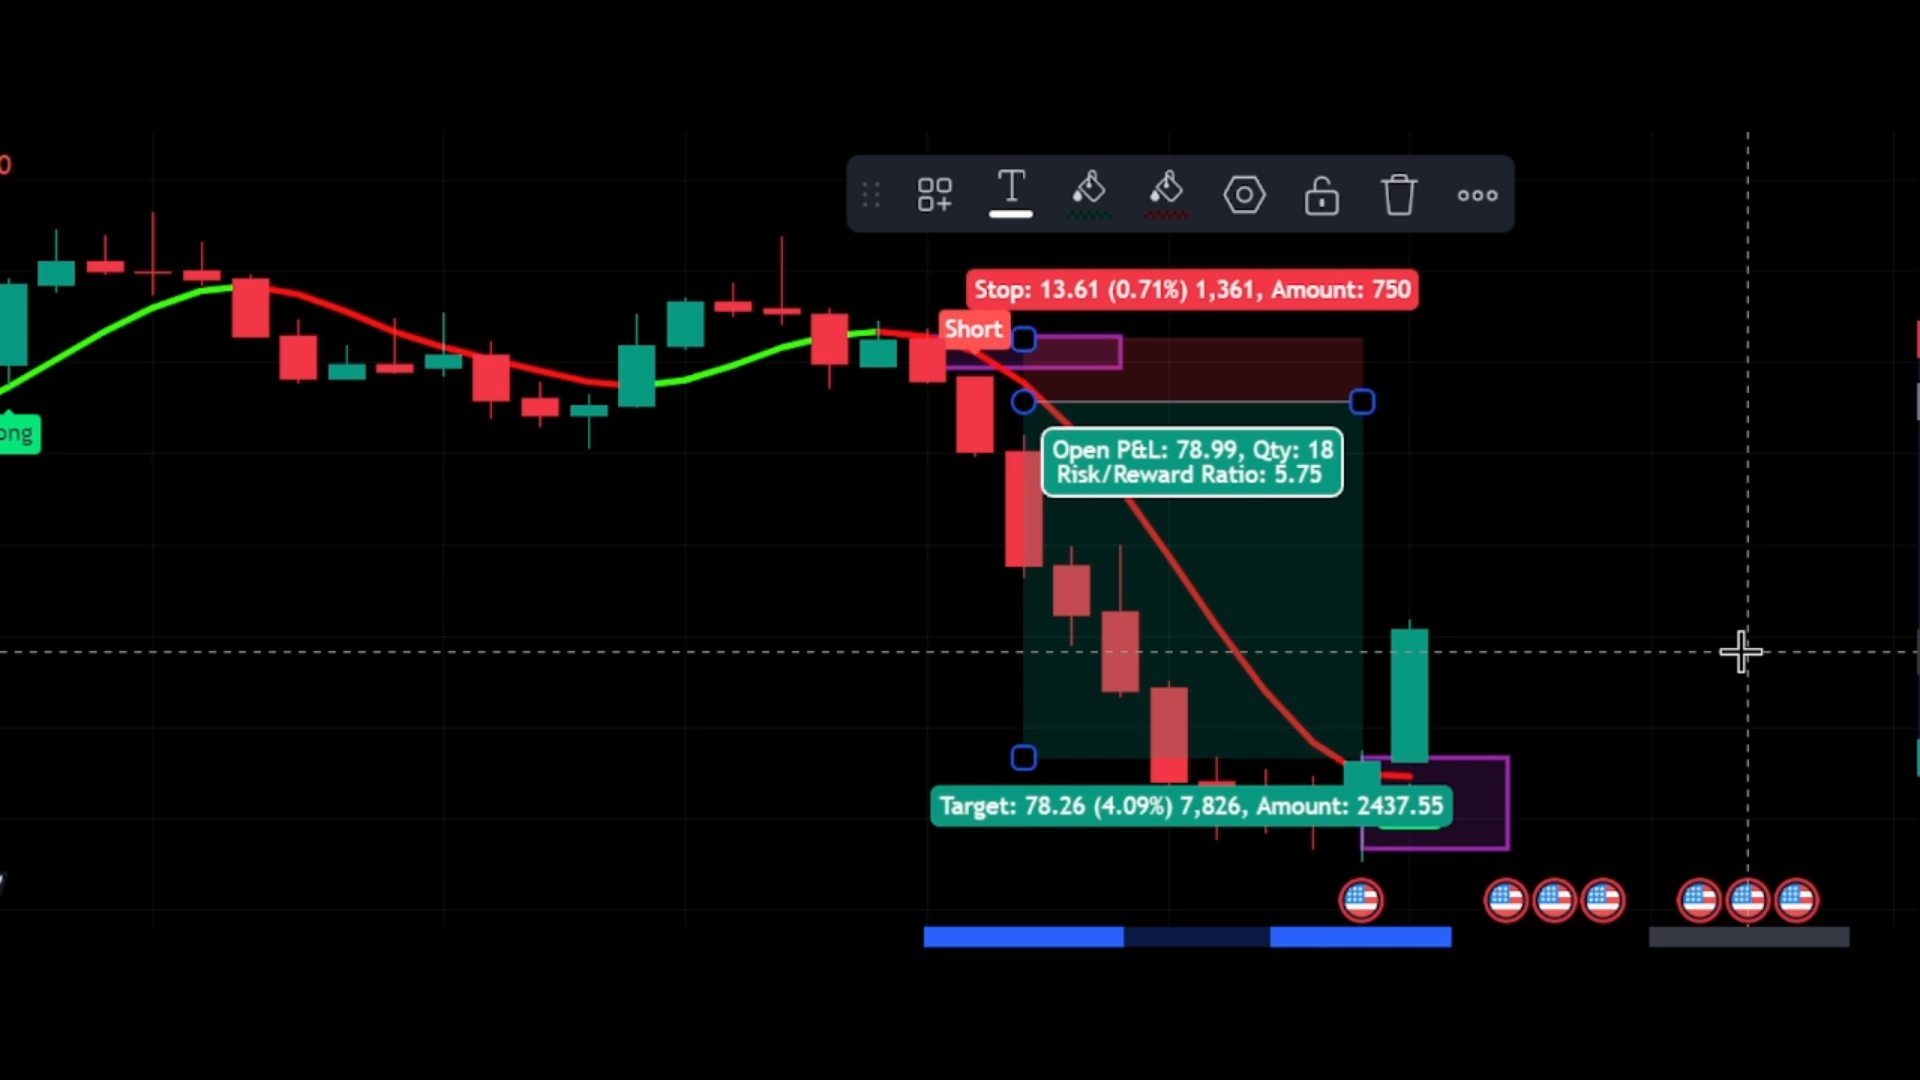 0
T
Stop: 13.61 (0.71%) 1,361, Amount: 750
Short
ong
Open P&L: 78.99, Qty: 18
Risk/Reward Ratio: 5.75
Target: 78.26 (4.09%) 7,826, Amount: 2437.55